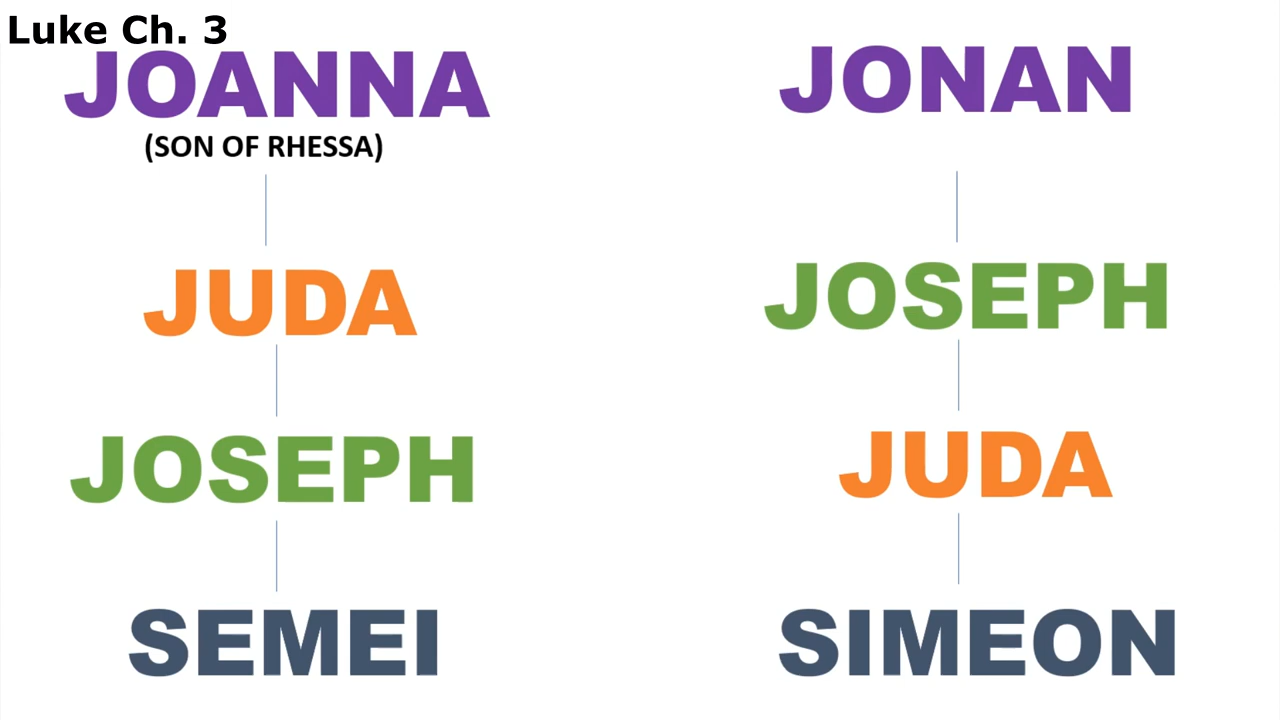 Luke Ch. 3
JOANNA
(SON OF RHESSA)
JUDA
JOSEPH
SEMEI
JONAN
JOSEPH
JUDA
SIMEON